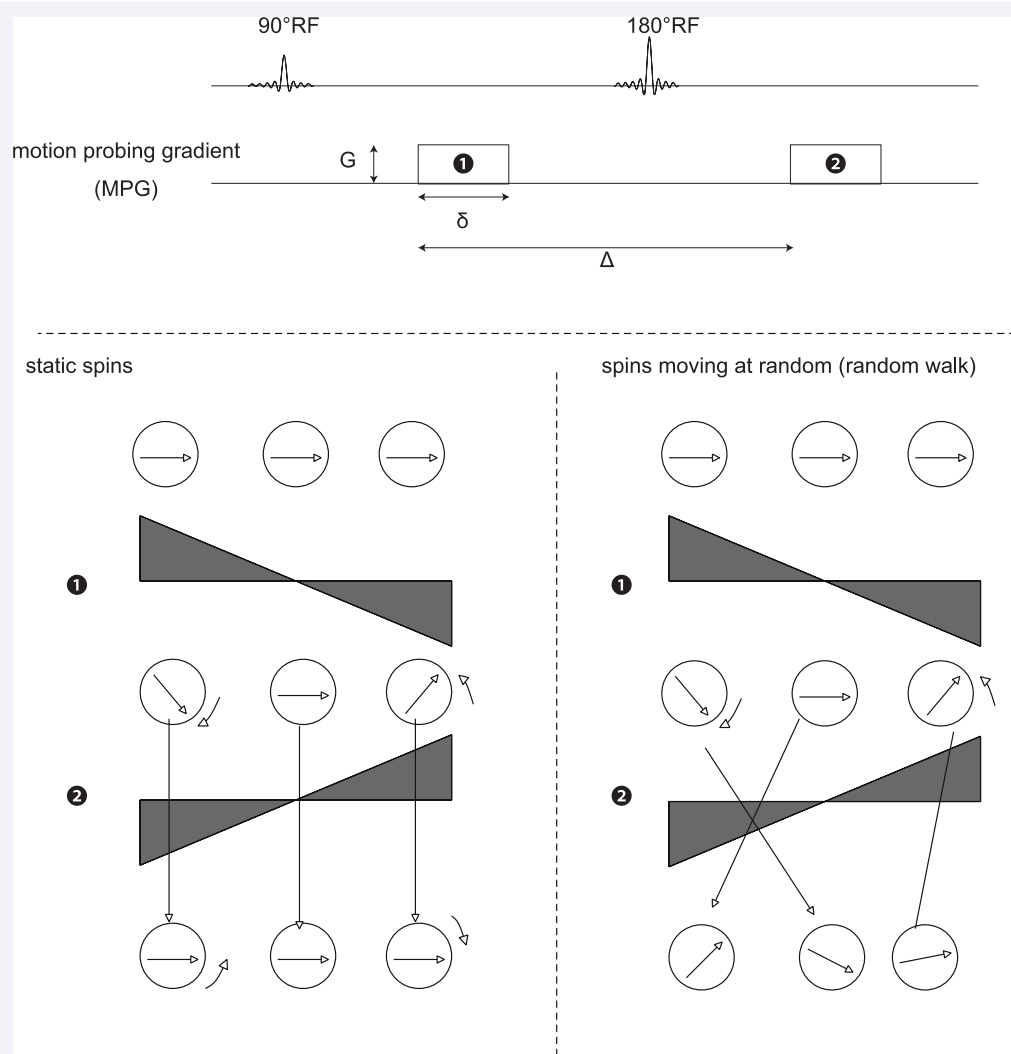 90°RF
180°RF
motion probing gradient
(MPG)
G
❶
❷
δ
Δ
static spins
spins moving at random (random walk)
❶
❶
❷
❷